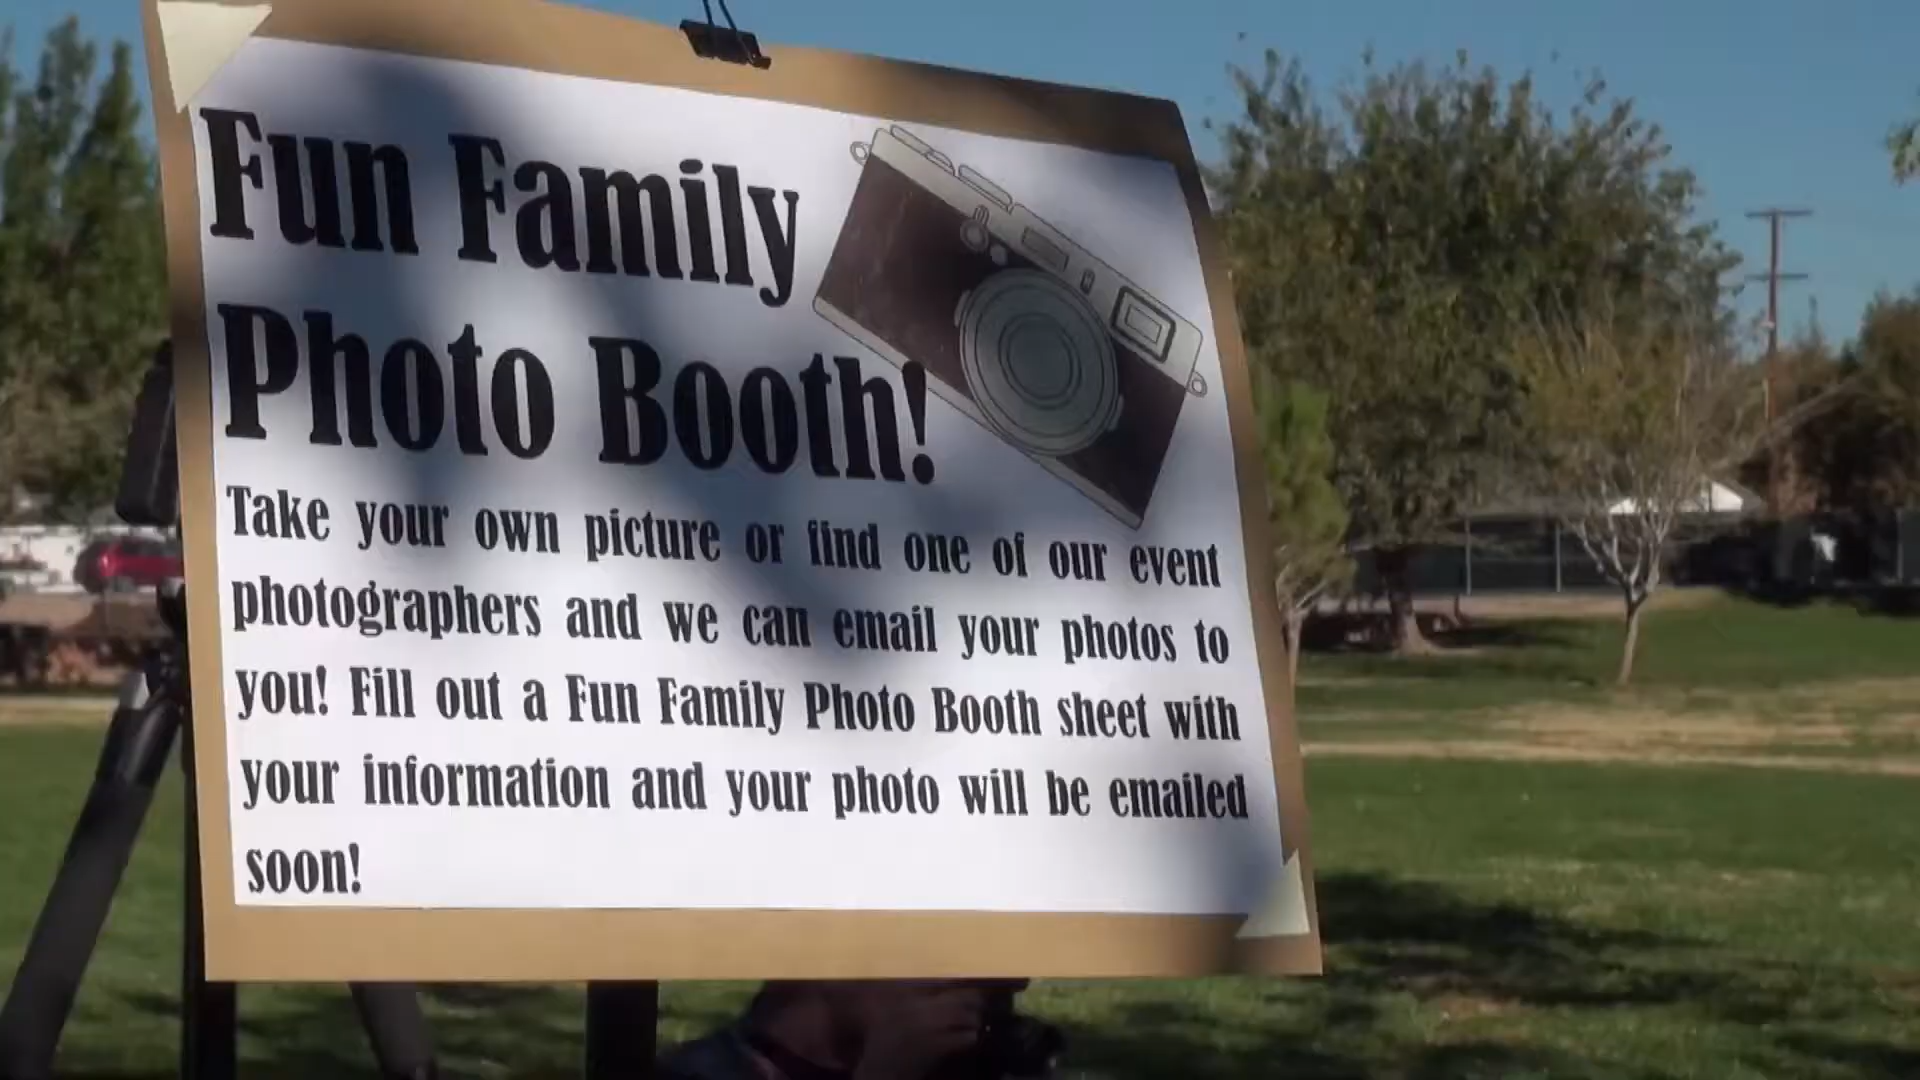 Fun Family
Photo Booth!
Take your own picture or find one of our event
photographers and we can email your photos to
you! Fill out a Fun Family Photo Booth sheet with
your information and your photo will be emailed
soon!